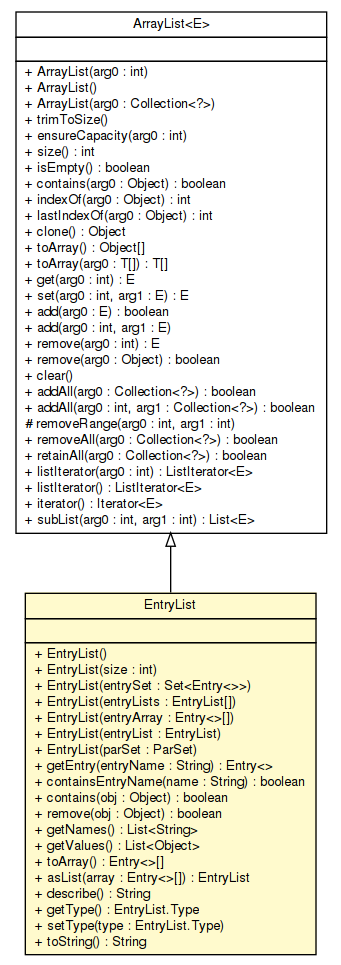 ArrayList<E>
+ ArrayList(arg0 : int)
+ ArrayList()
+ ArrayList(arg0 : Collection<?>)
+ trimToSize()
+ ensureCapacity(arg0 : int)
+ size() : int
+ isEmpty() : boolean
+ contains(arg0 : Object) : boolean
+ indexOf(arg0 : Object) : int
+ lastIndexOf(arg0 : Object) : int
+ clone() : Object
+ toArray() : Object[]
+ toArray(arg0 : T[]) : T[]
+ get(arg0 : int) : E
+ set(arg0 : int, arg1 : E) : E
+ add(arg0 : E) : boolean
+ add(arg0 : int, arg1 : E)
+ remove(arg0 : int) : E
+ remove(arg0 : Object) : boolean
+ clear()
+ addAll(arg0 : Collection<?>) : boolean
+ addAll(arg0 : int, arg1 : Collection<?>) : boolean
# removeRange(arg0 : int, arg1 : int)
+ removeAll(arg0 : Collection<?>) : boolean
+ retainAll(arg0 : Collection<?>) : boolean
+ listIterator(arg0 : int) : ListIterator<E>
+ listIterator() : ListIterator<E>
+ iterator() : Iterator<E>
+ subList(arg0 : int, arg1 : int) : List<E>
EntryList
+ EntryList()
+ EntryList(size : int)
+ EntryList(entrySet : Set<Entry<>>)
+ EntryList(entryLists : EntryList[])
+ EntryList(entryArray : Entry<>[])
+ EntryList(entryList : EntryList)
+ EntryList(parSet : ParSet)
+ getEntry(entryName : String) : Entry<>
+ containsEntryName(name : String) : boolean
+ contains(obj : Object) : boolean
+ remove(obj : Object) : boolean
+ getNames() : List<String>
+ getValues() : List<Object>
+ toArray() : Entry<>[]
+ asList(array : Entry<>[]) : EntryList
+ describe() : String
+ getType() : EntryList.Type
+ setType(type : EntryList.Type)
+ toString() : String